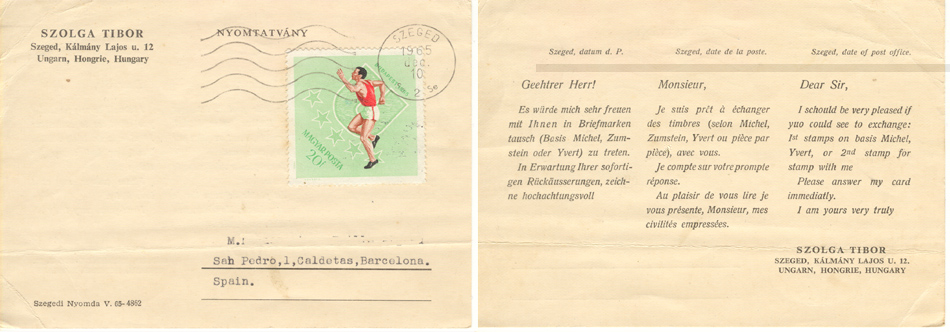 SZOLGA TIBOR
Szeged, Kálmány Lajos u. 12
Ungarn, Hongrie, Hungary
NYOMTATVÁNY
SZEGED
1965
10
MAGYAR POSTA
20f
M.
San Pedro,1,Caldetas,Barcelona.
Spain.
Szegedi Nyomda V. 65-4862
Szeged, datum d. P.
Szeged, date de la poste.
Szeged, date of post office.
Geehtrer Herr!
Es würde mich sehr freuen
mit Ihnen in Briefmarken
tausch (Basis Michel, Zum-
stein oder Yvert) zu treten.
In Erwartung Ihrer soforti-
gen Rückäusserungen, zeich-
ne hochachtungsvoll
Monsieur,
Je suis prêt à échanger
des timbres (selon Michel,
Zumstein, Yvert ou pièce par
pièce), avec vous.
Je compte sur votre prompte
réponse.
Au plaisir de vous lire je
vous présente, Monsieur, mes
civilités empressées.
Dear Sir,
I schould be very pleased if
yuo could see to exchange:
1st stamps on basis Michel,
Yvert, or 2nd stamp for
stamp with me
Please answer my card
immediatly.
I am yours very truly
SZOLGA TIBOR
SZEGED, KÁLMÁNY LAJOS U. 12.
UNGARN, HONGRIE, HUNGARY